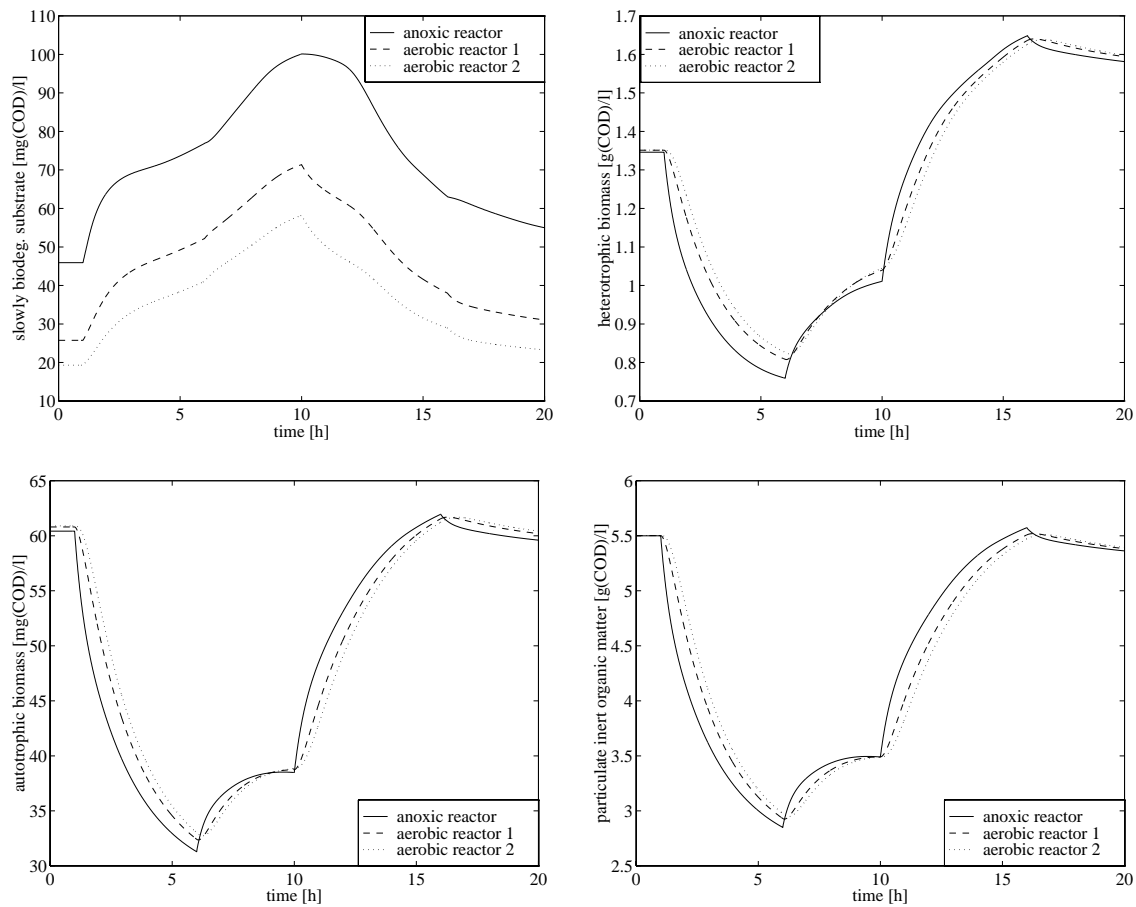 110
100
90
80
70
60
50
40
30
20
10
slowly biodeg. substrate [mg(COD)/l]
anoxic reactor
aerobic reactor 1
aerobic reactor 2
0
5
10
15
20
time [h]
1.7
1.6
1.5
1.4
1.3
1.2
1.1
1
0.9
0.8
0.7
heterotrophic biomass [g(COD)/l]
anoxic reactor
aerobic reactor 1
aerobic reactor 2
0
5
10
15
20
time [h]
65
60
55
50
45
40
35
30
autotrophic biomass [mg(COD)/l]
anoxic reactor
aerobic reactor 1
aerobic reactor 2
0
5
10
15
20
time [h]
6
5.5
5
4.5
4
3.5
3
2.5
particulate inert organic matter [g(COD)/l]
anoxic reactor
aerobic reactor 1
aerobic reactor 2
0
5
10
15
20
time [h]